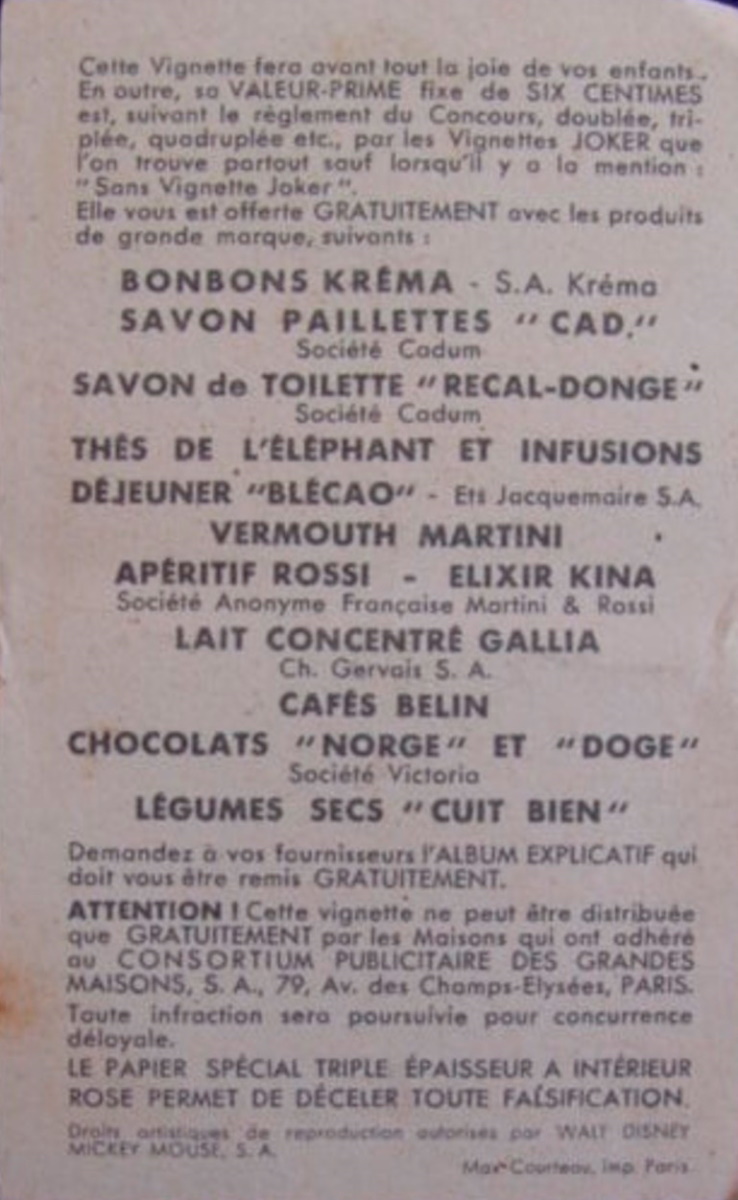 Cette Vignette fera avant tout la joie de vos enfants.
En outre, sa VALEUR-PRIME fixe de SIX CENTIMES
est, suivant le règlement du Concours, doublée, tri-
plée, quadruplée etc., par les Vignettes JOKER que
l'on trouve partout sauf lorsqu'il y a la mention :
"Sans Vignette Joker".
Elle vous est offerte GRATUITEMENT avec les produits
de grande marque, suivants :
BONBONS KRÉMA - S.A. Kréma
SAVON PAILLETTES "CAD."
Société Cadum
SAVON de TOILETTE "RECAL-DONGE"
Société Cadum
THÉS DE L'ÉLÉPHANT ET INFUSIONS
DÉJEUNER "BLÉCAO" - Ets Jacquemaire S.A.
VERMOUTH MARTINI
APÉRITIF ROSSI - ELIXIR KINA
Société Anonyme Française Martini & Rossi
LAIT CONCENTRÉ GALLIA
Ch. Gervais S. A.
CAFÉS BELIN
CHOCOLATS "NORGE" ET "DOGE"
Société Victoria
LÉGUMES SECS "CUIT BIEN"
Demandez à vos fournisseurs l'ALBUM EXPLICATIF qui
doit vous être remis GRATUITEMENT.
ATTENTION ! Cette vignette ne peut être distribuée
que GRATUITEMENT par les Maisons qui ont adhéré
au CONSORTIUM PUBLICITAIRE DES GRANDES
MAISONS, S. A., 79, Av. des Champs-Elysées, PARIS.
Toute infraction sera poursuivie pour concurrence
déloyale.
LE PAPIER SPÉCIAL TRIPLE ÉPAISSEUR A INTÉRIEUR
ROSE PERMET DE DÉCELER TOUTE FALSIFICATION.
Droits artistiques de reproduction autorisés par WALT DISNEY
MICKEY MOUSE, S. A.
Max Courteau, Imp. Paris